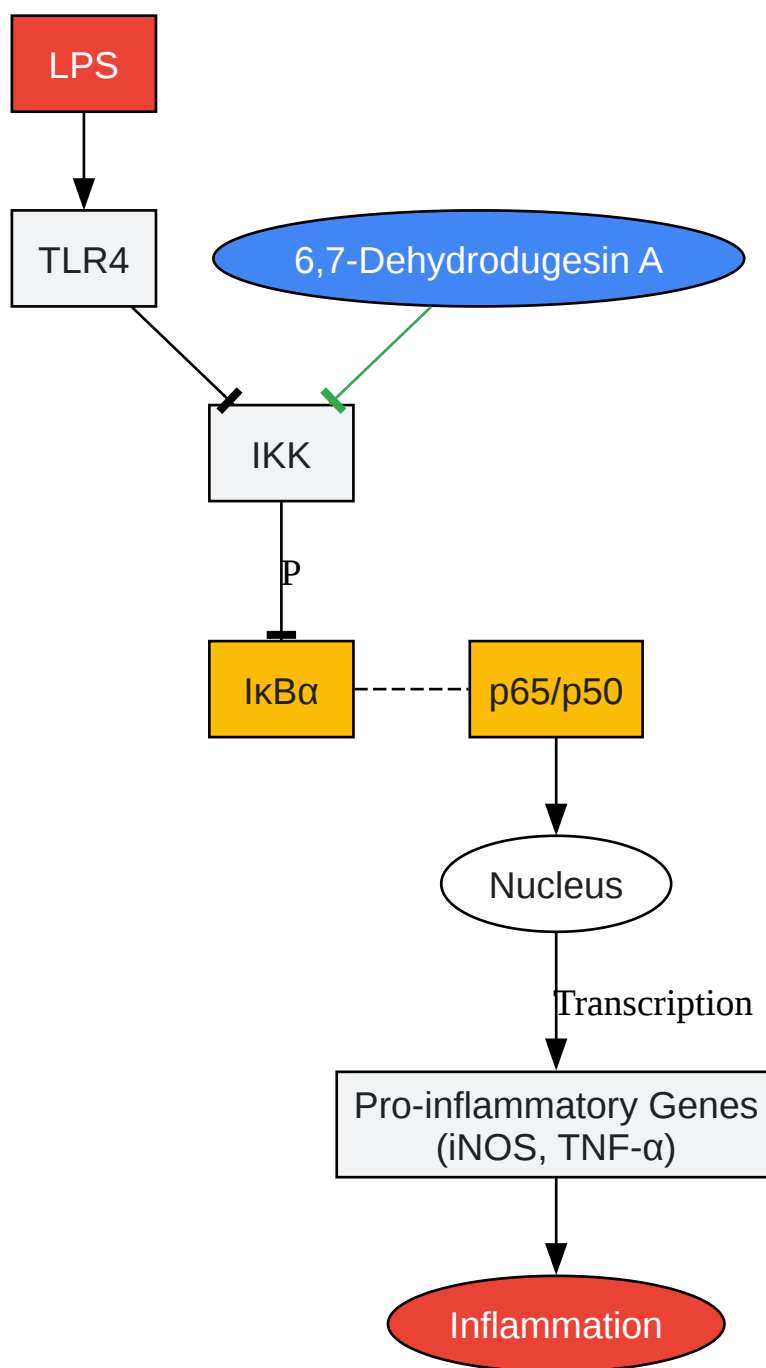 LPS
TLR4
6,7-Dehydrodugesin A
IKK
P
IκBα
p65/p50
Nucleus
Transcription
Pro-inflammatory Genes
(iNOS, TNF-α)
Inflammation